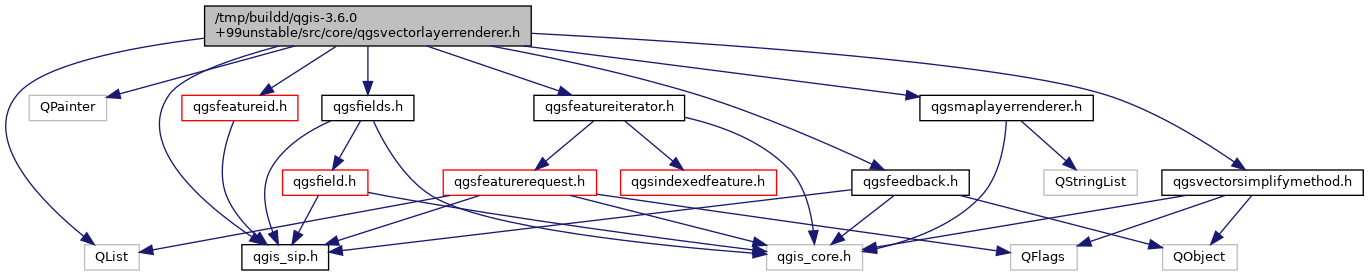 /tmp/buildd/qgis-3.6.0
+99unstable/src/core/qgsvectorlayerrenderer.h
QPainter
qgsfeatureid.h
qgsfields.h
qgsfeatureiterator.h
qgsmaplayerrenderer.h
qgsfield.h
qgsfeaturerequest.h
qgsindexedfeature.h
qgsfeedback.h
QStringList
qgsvectorsimplifymethod.h
QList
qgis_sip.h
qgis_core.h
QFlags
QObject